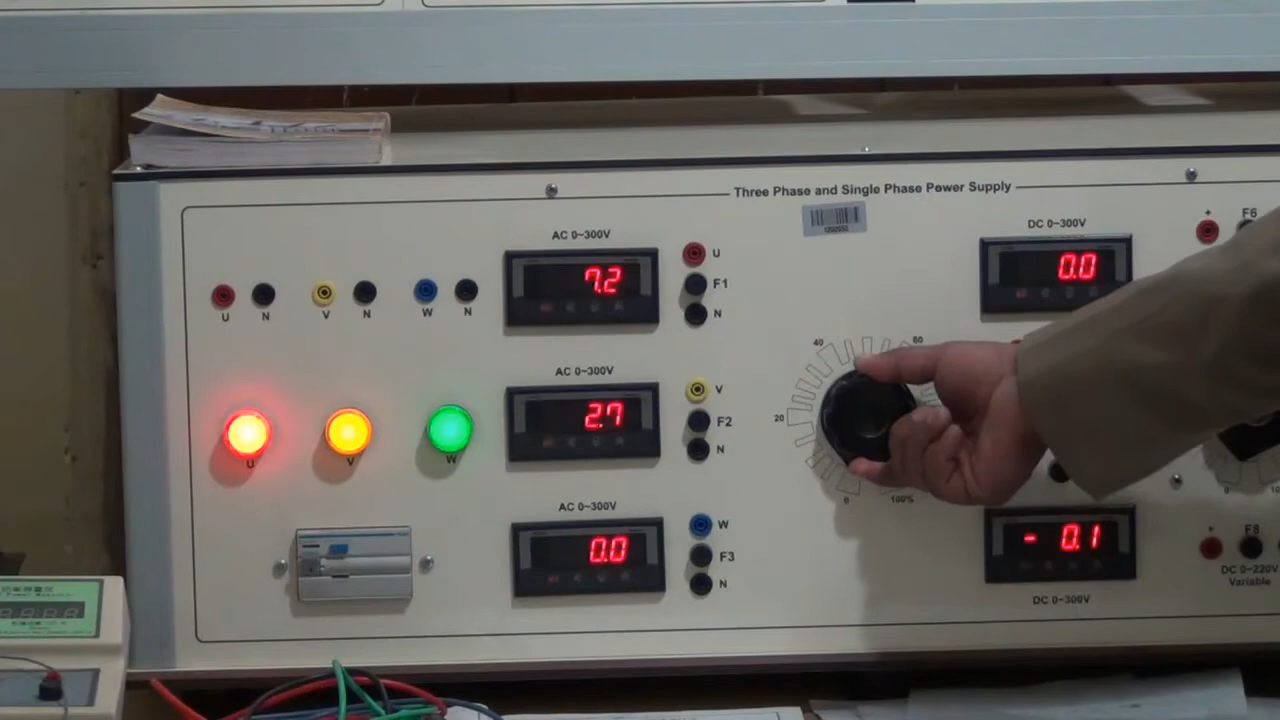 Three Phase and Single Phase Power Supply
AC 0~300V
7.2
U
F1
N
DC 0~300V
0.0
+
F6
U N V N W N
40
60
20
0
100%
AC 0~300V
2.7
V
F2
N
U
V
W
AC 0~300V
0.0
W
F3
N
- 0.1
DC 0~300V
+
F8
DC 0~220V
Variable
0
10